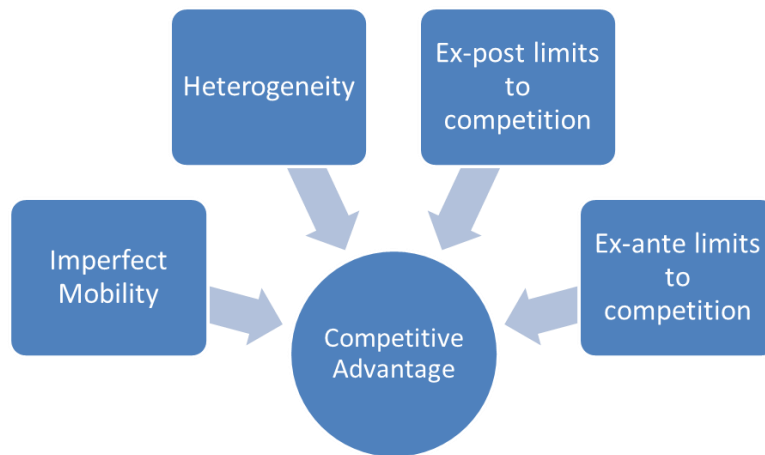 Heterogeneity
Ex-post limits
to
competition
Imperfect
Mobility
Ex-ante limits
to
competition
Competitive
Advantage